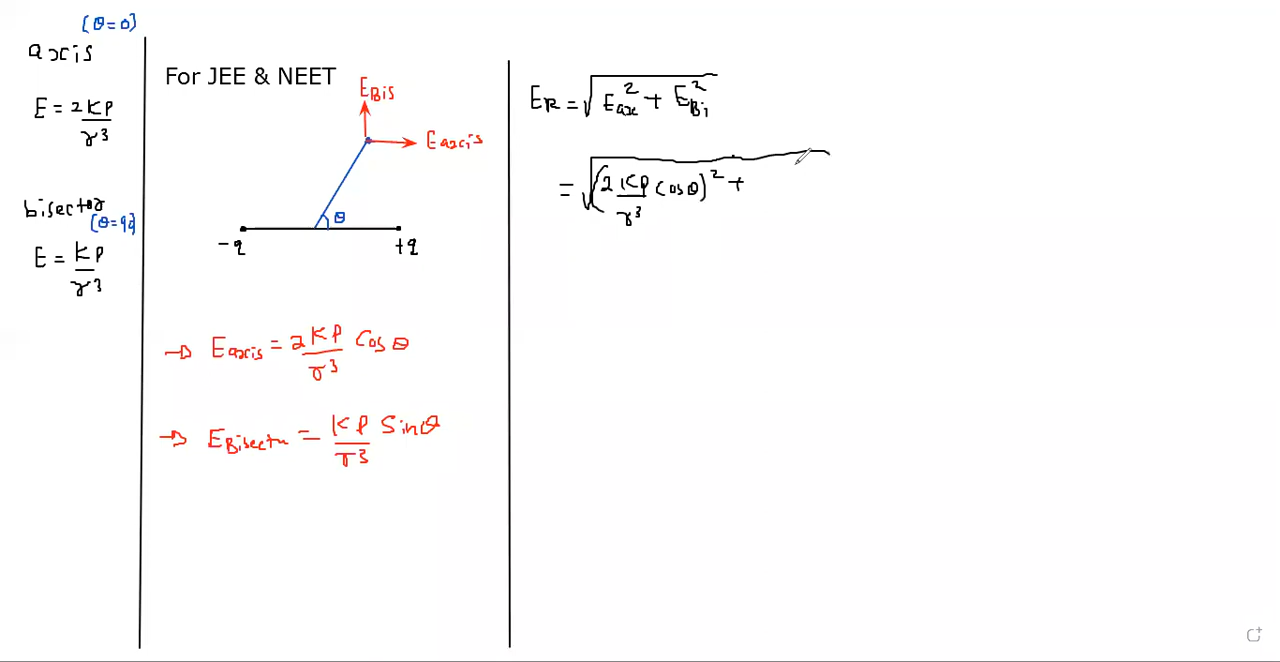 [θ=0]
axis
E = 2KP/r³
bisector
[θ=90]
E = KP/r³
For JEE & NEET
E_Bis
E_axis
θ
-q
+q
→ E_axis = 2KP/r³ Cos θ
→ E_Bisector = KP/r³ Sin θ
E_R = √(E_ax² + E_Bi²)
= √((2KP/r³ Cos θ)² +